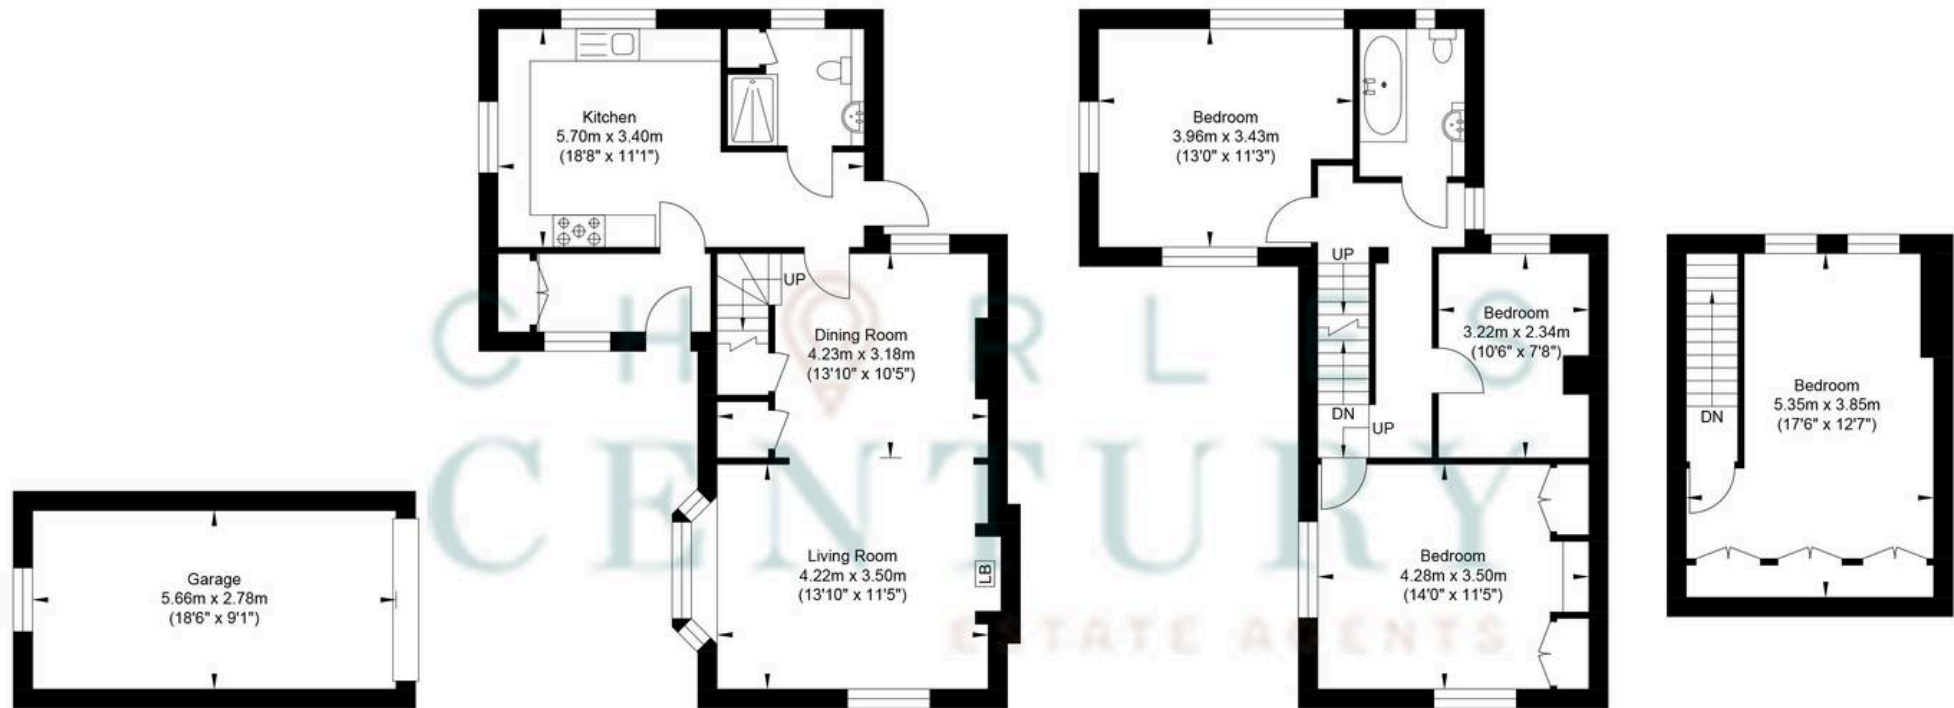 Kitchen
5.70m x 3.40m
(18'8" x 11'1")
UP
Dining Room
4.23m x 3.18m
(13'10" x 10'5")
Living Room
4.22m x 3.50m
(13'10" x 11'5")
LB
Garage
5.66m x 2.78m
(18'6" x 9'1")
Bedroom
3.96m x 3.43m
(13'0" x 11'3")
UP
DN
UP
Bedroom
3.22m x 2.34m
(10'6" x 7'8")
Bedroom
4.28m x 3.50m
(14'0" x 11'5")
Bedroom
5.35m x 3.85m
(17'6" x 12'7")
DN
CHARLES
CENTURY
ESTATE AGENTS